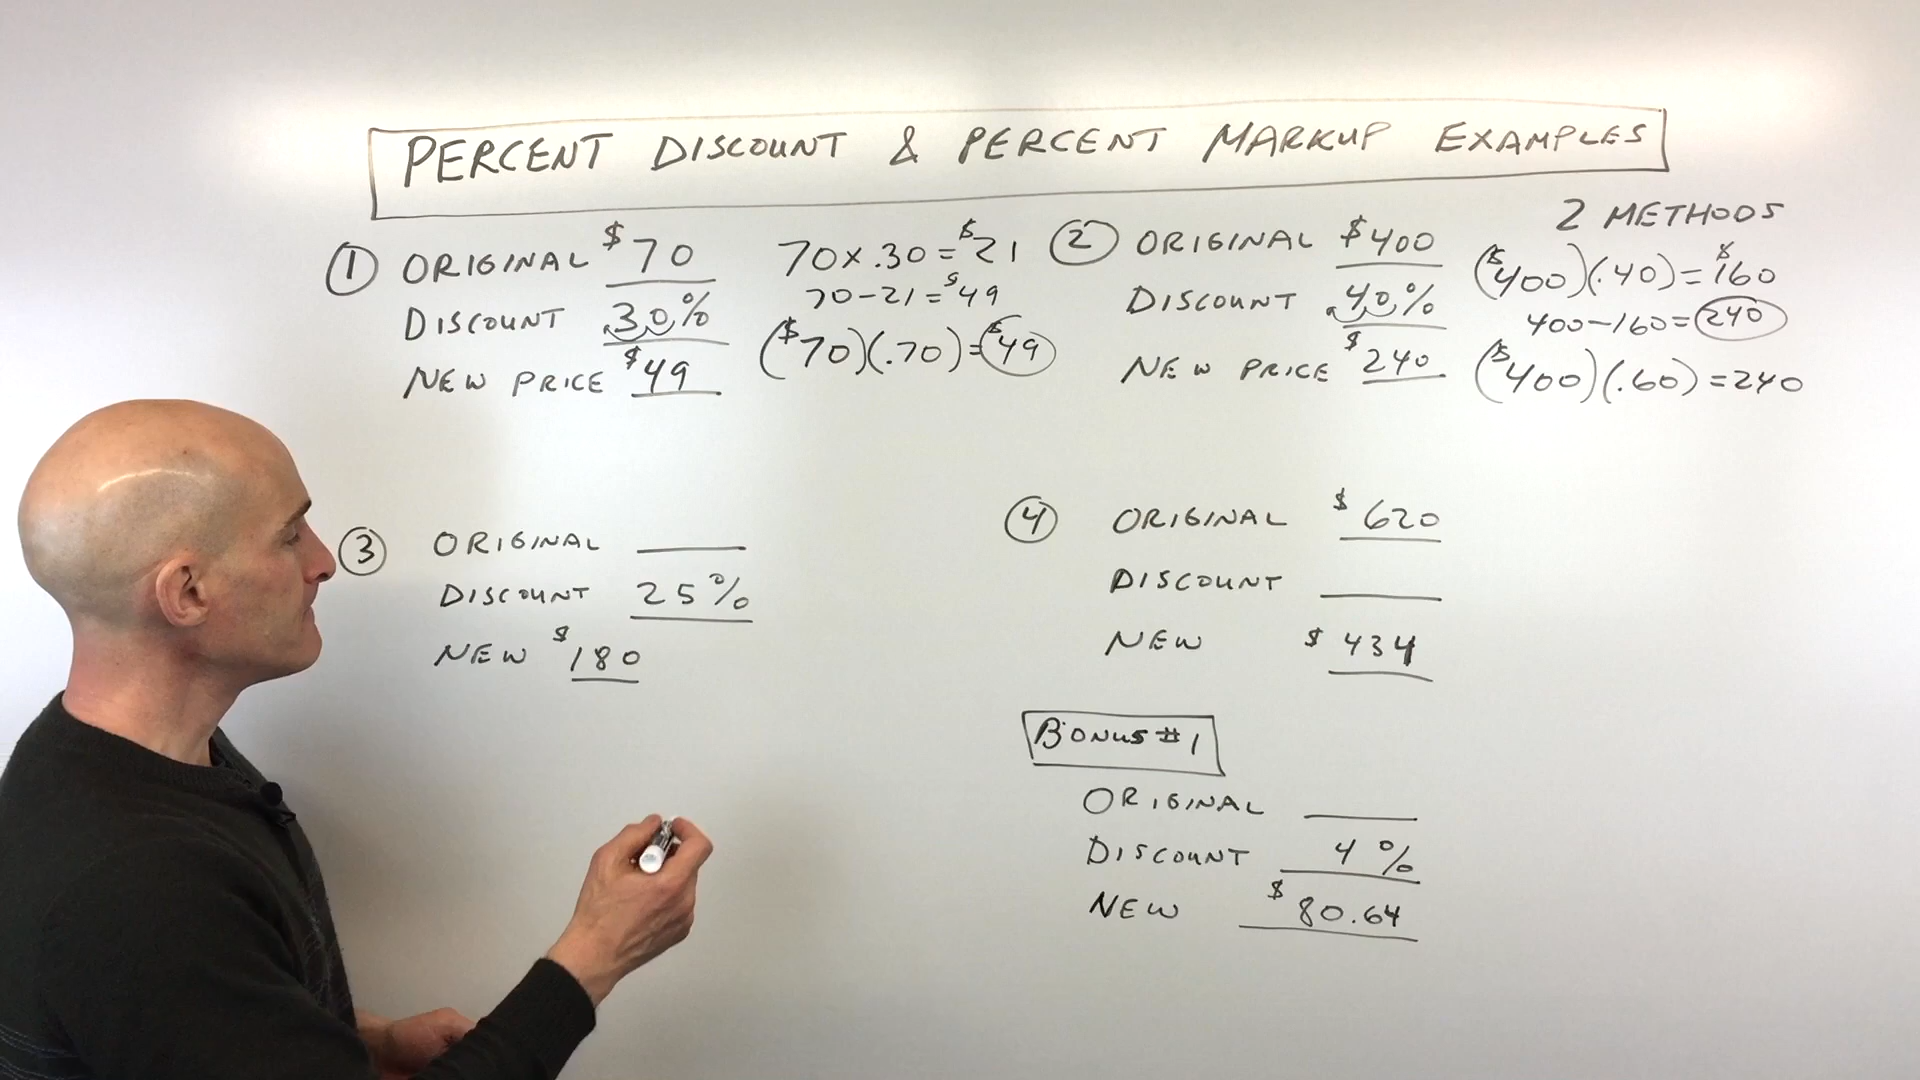 PERCENT DISCOUNT & PERCENT MARKUP EXAMPLES
① ORIGINAL $70
DISCOUNT 30%
NEW PRICE $49
70 x .30 = $21
70 - 21 = $49
($70)(.70) = $49
② ORIGINAL $400
DISCOUNT 40%
NEW PRICE $240
2 METHODS
($400)(.40) = $160
400 - 160 = 240
($400)(.60) = 240
③ ORIGINAL
DISCOUNT 25%
NEW $180
④ ORIGINAL $620
DISCOUNT
NEW $434
BONUS #1
ORIGINAL
DISCOUNT 4%
NEW $80.64